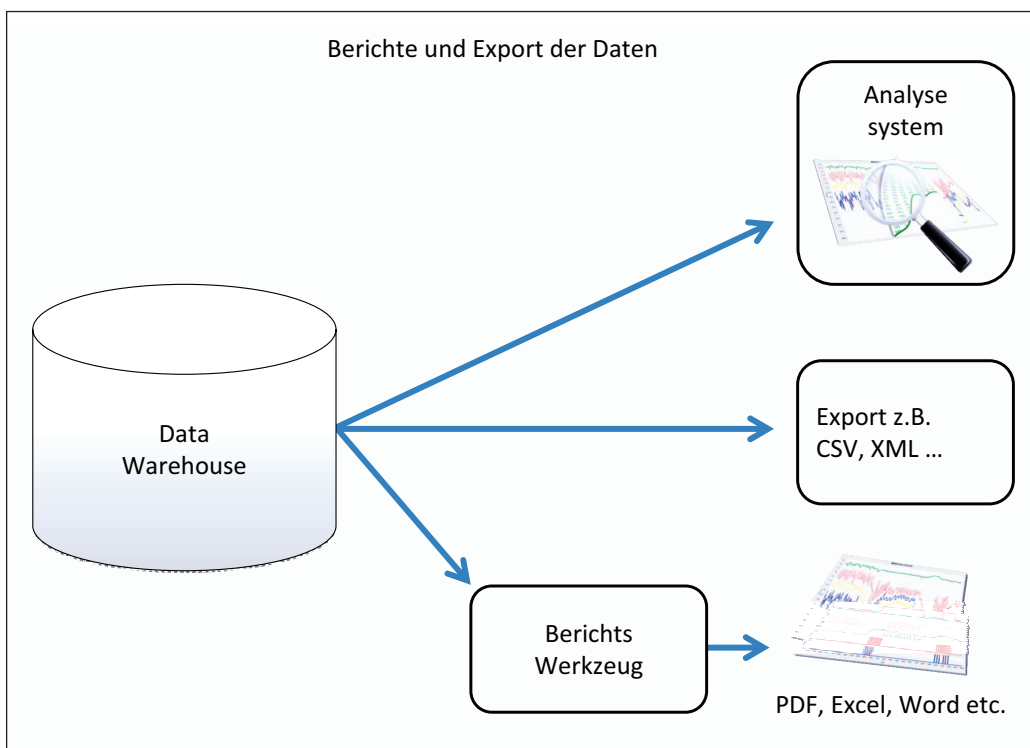 Berichte und Export der Daten
Analyse
system
Data
Warehouse
Export z.B.
CSV, XML ...
Berichts
Werkzeug
PDF, Excel, Word etc.